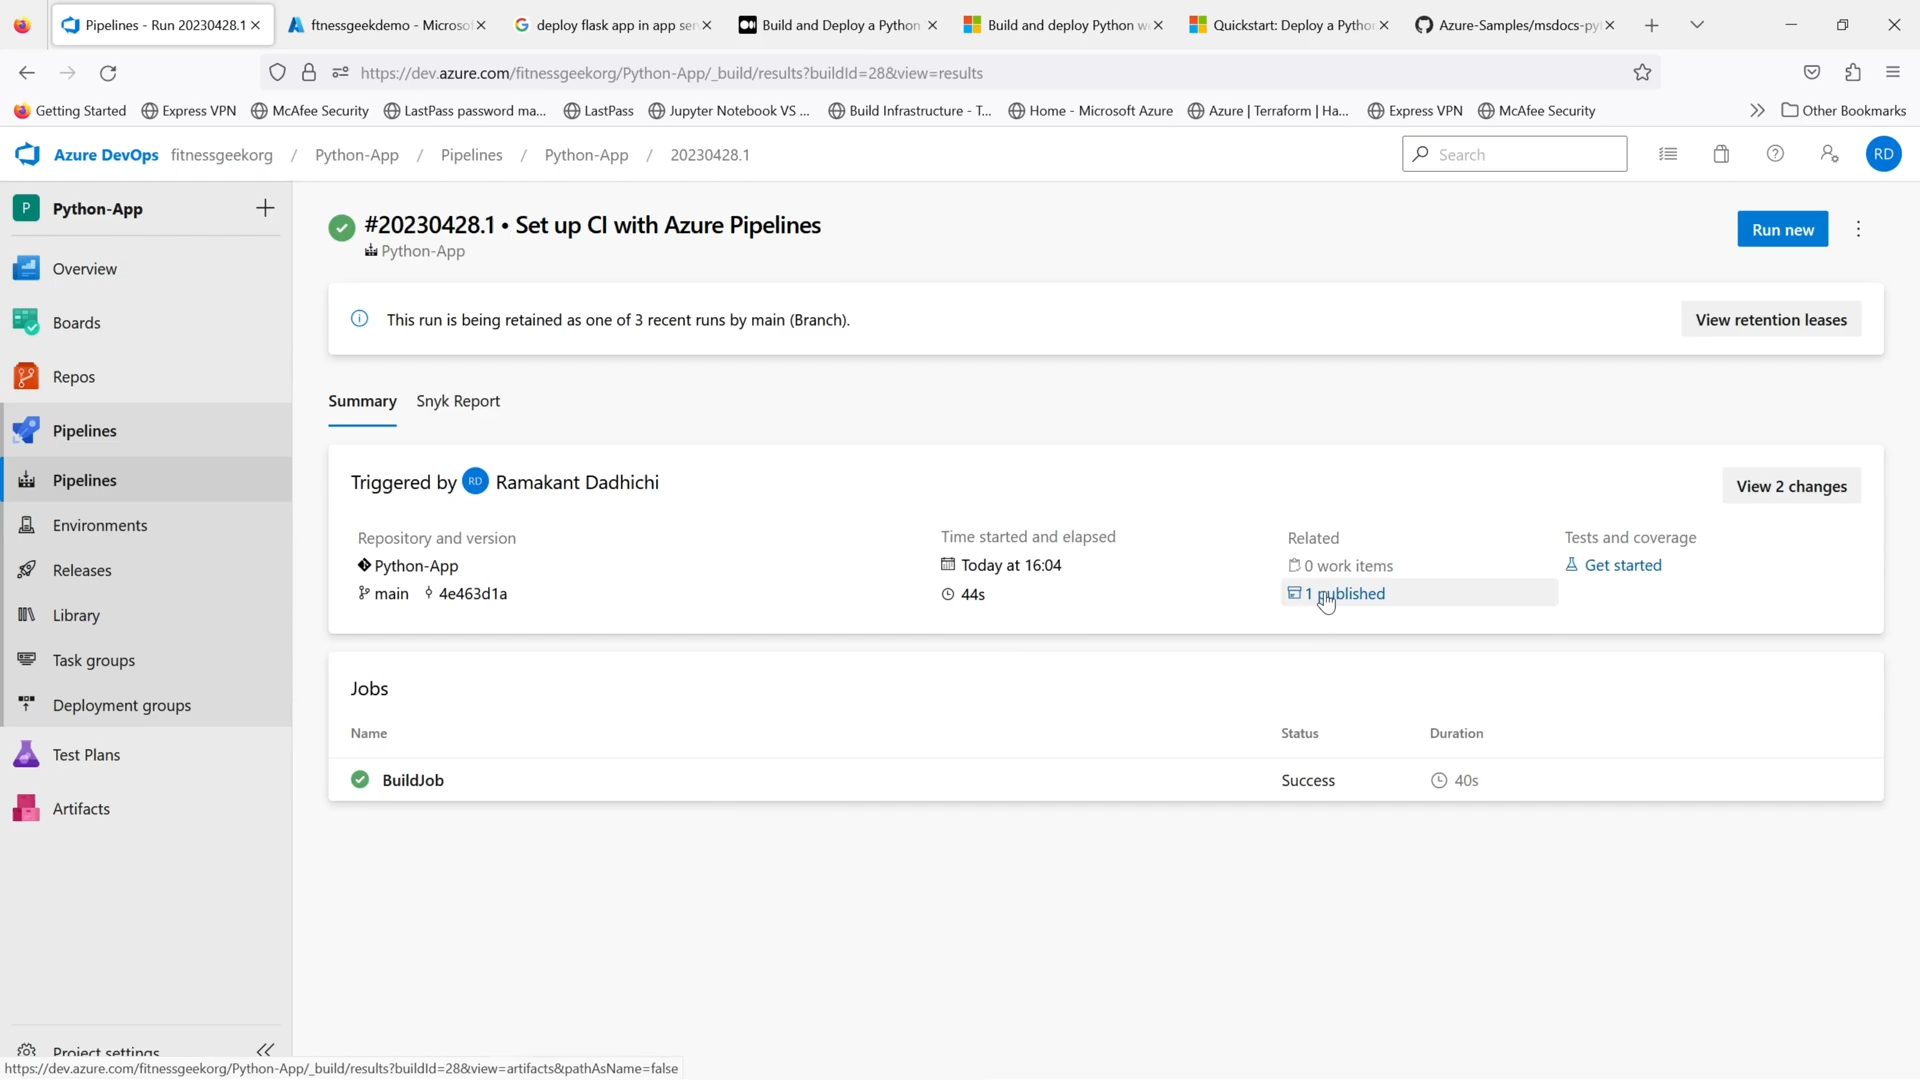 Pipelines - Run 20230428.1
ftnessgeekdemo - Microsof
deploy flask app in app ser
Build and Deploy a Python
Build and deploy Python w
Quickstart: Deploy a Pytho
Azure-Samples/msdocs-py
https://dev.azure.com/fitnessgeekorg/Python-App/_build/results?buildId=28&view=results
Getting Started
Express VPN
McAfee Security
LastPass password ma...
LastPass
Jupyter Notebook VS ...
Build Infrastructure - T...
Home - Microsoft Azure
Azure | Terraform | Ha...
Express VPN
McAfee Security
Other Bookmarks
Azure DevOps fitnessgeekorg / Python-App / Pipelines / Python-App / 20230428.1
Search
RD
P Python-App
Overview
Boards
Repos
Pipelines
Pipelines
Environments
Releases
Library
Task groups
Deployment groups
Test Plans
Artifacts
Project settings
#20230428.1 • Set up CI with Azure Pipelines
Python-App
Run new
This run is being retained as one of 3 recent runs by main (Branch).
View retention leases
Summary Snyk Report
Triggered by RD Ramakant Dadhichi
View 2 changes
Repository and version
Python-App
main 4e463d1a
Time started and elapsed
Today at 16:04
44s
Related
0 work items
1 published
Tests and coverage
Get started
Jobs
Name Status Duration
BuildJob Success 40s
https://dev.azure.com/fitnessgeekorg/Python-App/_build/results?buildId=28&view=artifacts&pathAsName=false